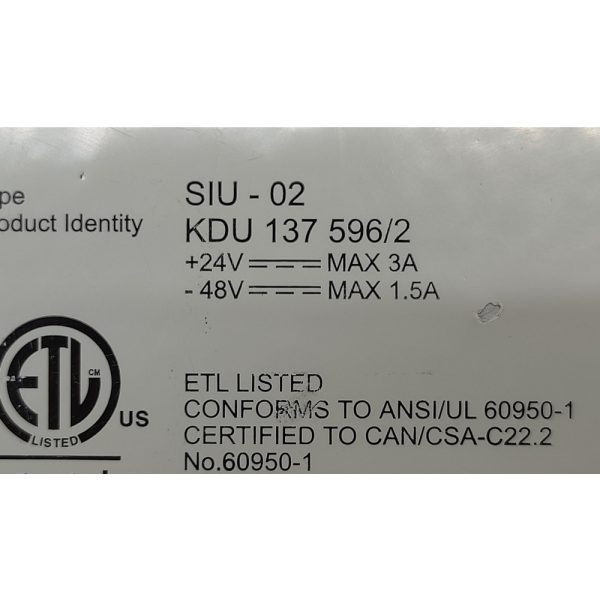 pe SIU - 02
oduct Identity KDU 137 596/2
+24V MAX 3A
- 48V MAX 1.5A
ETL CM
LISTED
US
ETL LISTED
CONFORMS TO ANSI/UL 60950-1
CERTIFIED TO CAN/CSA-C22.2
No.60950-1